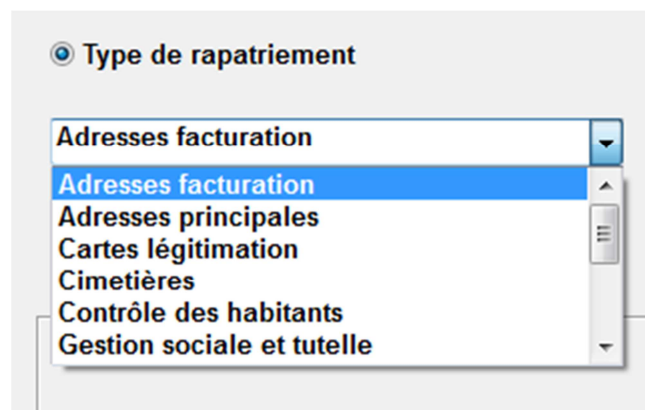 Type de rapatriement
Adresses facturation
Adresses facturation
Adresses principales
Cartes légitimation
Cimetières
Contrôle des habitants
Gestion sociale et tutelle